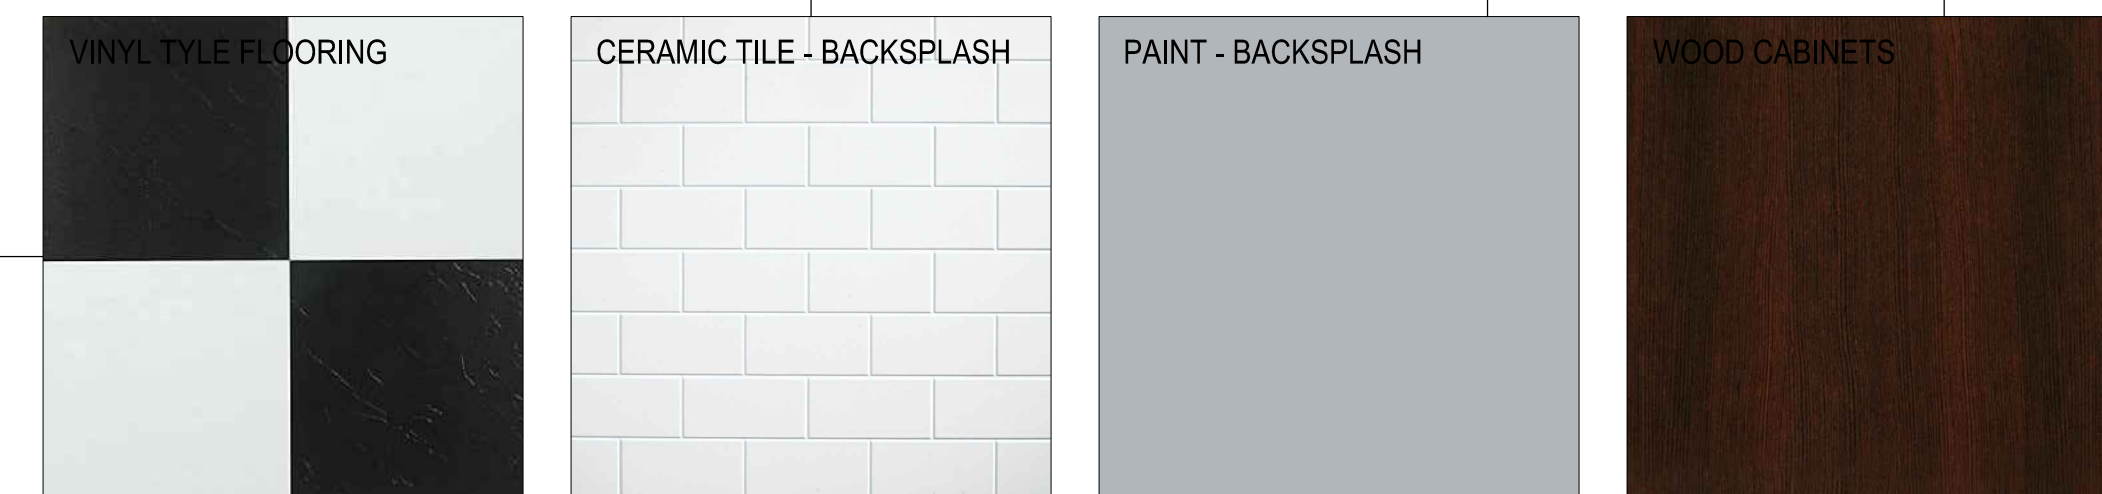 VINYL TYLE FLOORING
CERAMIC TILE - BACKSPLASH
PAINT - BACKSPLASH
WOOD CABINETS